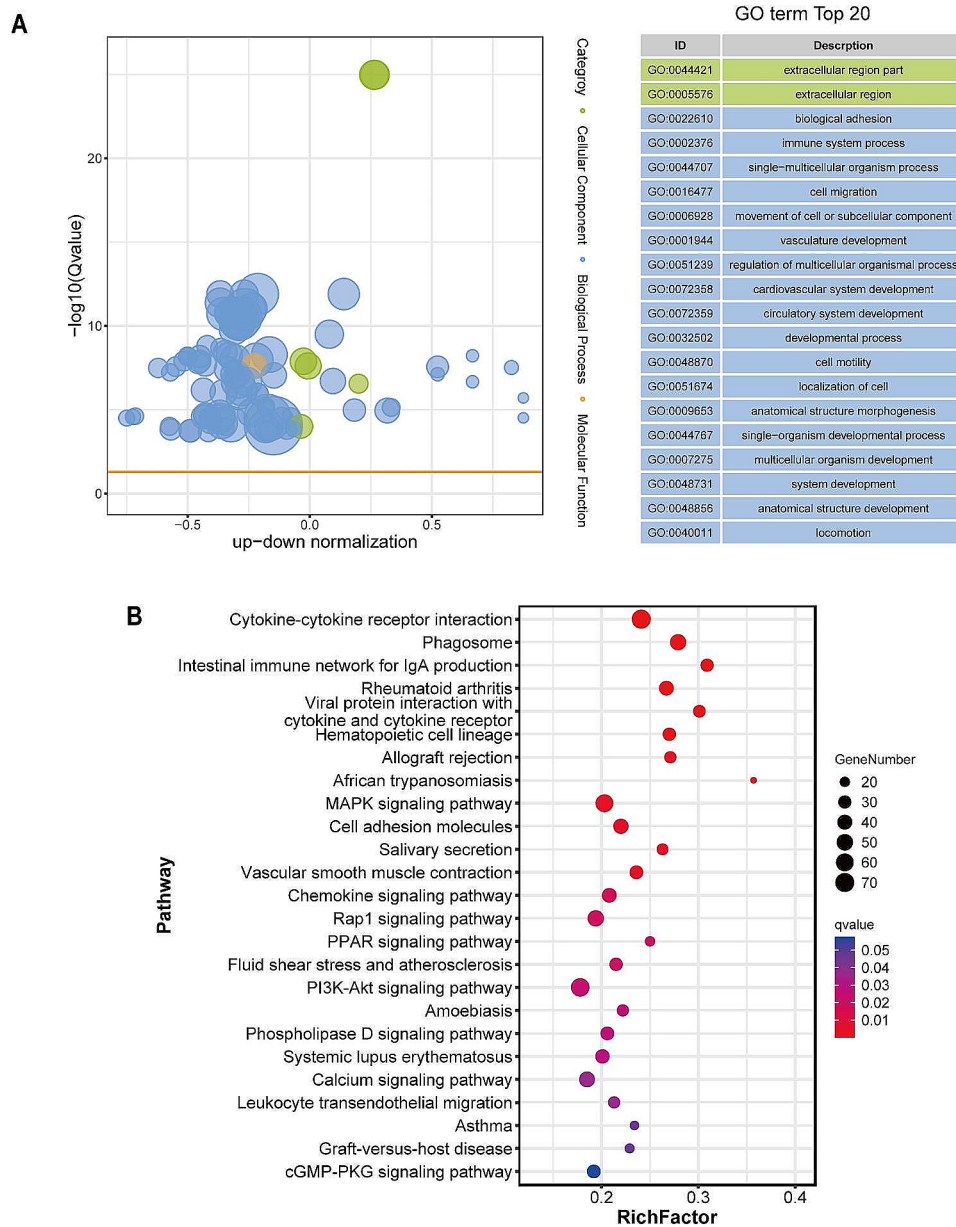 A
GO term Top 20
20
10
0
−log10(Qvalue)
−0.5 0.0 0.5
up−down normalization
Categroy
Cellular Component
Biological Process
Molecular Function
ID Descrption
GO:0044421 extracellular region part
GO:0005576 extracellular region
GO:0022610 biological adhesion
GO:0002376 immune system process
GO:0044707 single−multicellular organism process
GO:0016477 cell migration
GO:0006928 movement of cell or subcellular component
GO:0001944 vasculature development
GO:0051239 regulation of multicellular organismal process
GO:0072358 cardiovascular system development
GO:0072359 circulatory system development
GO:0032502 developmental process
GO:0048870 cell motility
GO:0051674 localization of cell
GO:0009653 anatomical structure morphogenesis
GO:0044767 single−organism developmental process
GO:0007275 multicellular organism development
GO:0048731 system development
GO:0048856 anatomical structure development
GO:0040011 locomotion
B
Pathway
Cytokine-cytokine receptor interaction
Phagosome
Intestinal immune network for IgA production
Rheumatoid arthritis
Viral protein interaction with
cytokine and cytokine receptor
Hematopoietic cell lineage
Allograft rejection
African trypanosomiasis
MAPK signaling pathway
Cell adhesion molecules
Salivary secretion
Vascular smooth muscle contraction
Chemokine signaling pathway
Rap1 signaling pathway
PPAR signaling pathway
Fluid shear stress and atherosclerosis
PI3K-Akt signaling pathway
Amoebiasis
Phospholipase D signaling pathway
Systemic lupus erythematosus
Calcium signaling pathway
Leukocyte transendothelial migration
Asthma
Graft-versus-host disease
cGMP-PKG signaling pathway
0.2 0.3 0.4
RichFactor
GeneNumber
20
30
40
50
60
70
qvalue
0.05
0.04
0.03
0.02
0.01